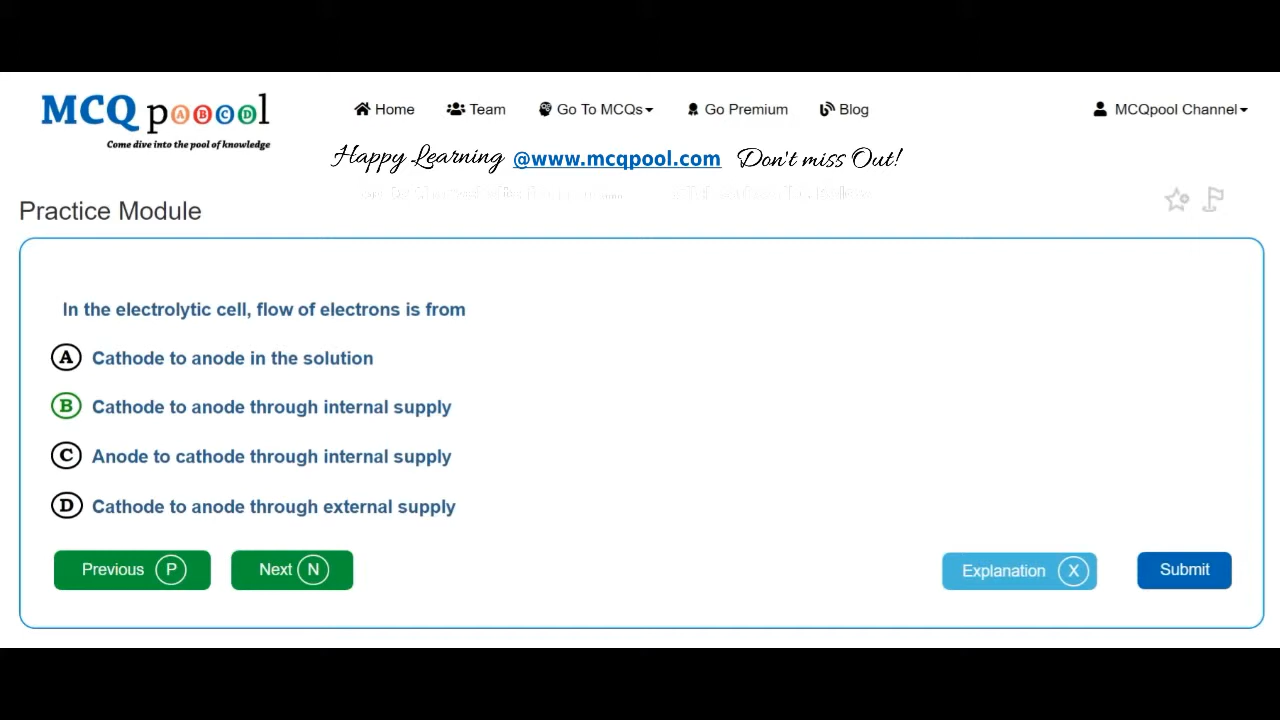 MCQ pooool
Come dive into the pool of knowledge
Home Team Go To MCQs Go Premium Blog MCQpool Channel
Happy Learning @www.mcqpool.com Don't miss Out!
Practice Module
In the electrolytic cell, flow of electrons is from
A Cathode to anode in the solution
B Cathode to anode through internal supply
C Anode to cathode through internal supply
D Cathode to anode through external supply
Previous P Next N Explanation X Submit